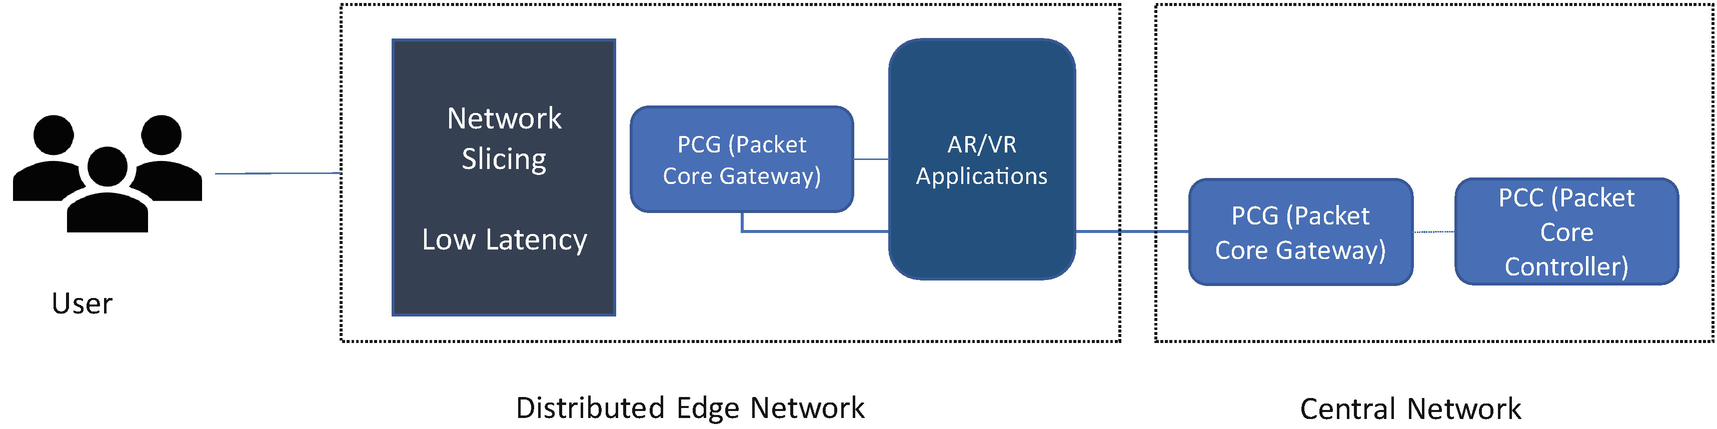 Network
Slicing
Low Latency
PCG (Packet
Core Gateway)
AR/VR
Applications
PCG (Packet
Core Gateway)
PCC (Packet
Core
Controller)
User
Distributed Edge Network
Central Network